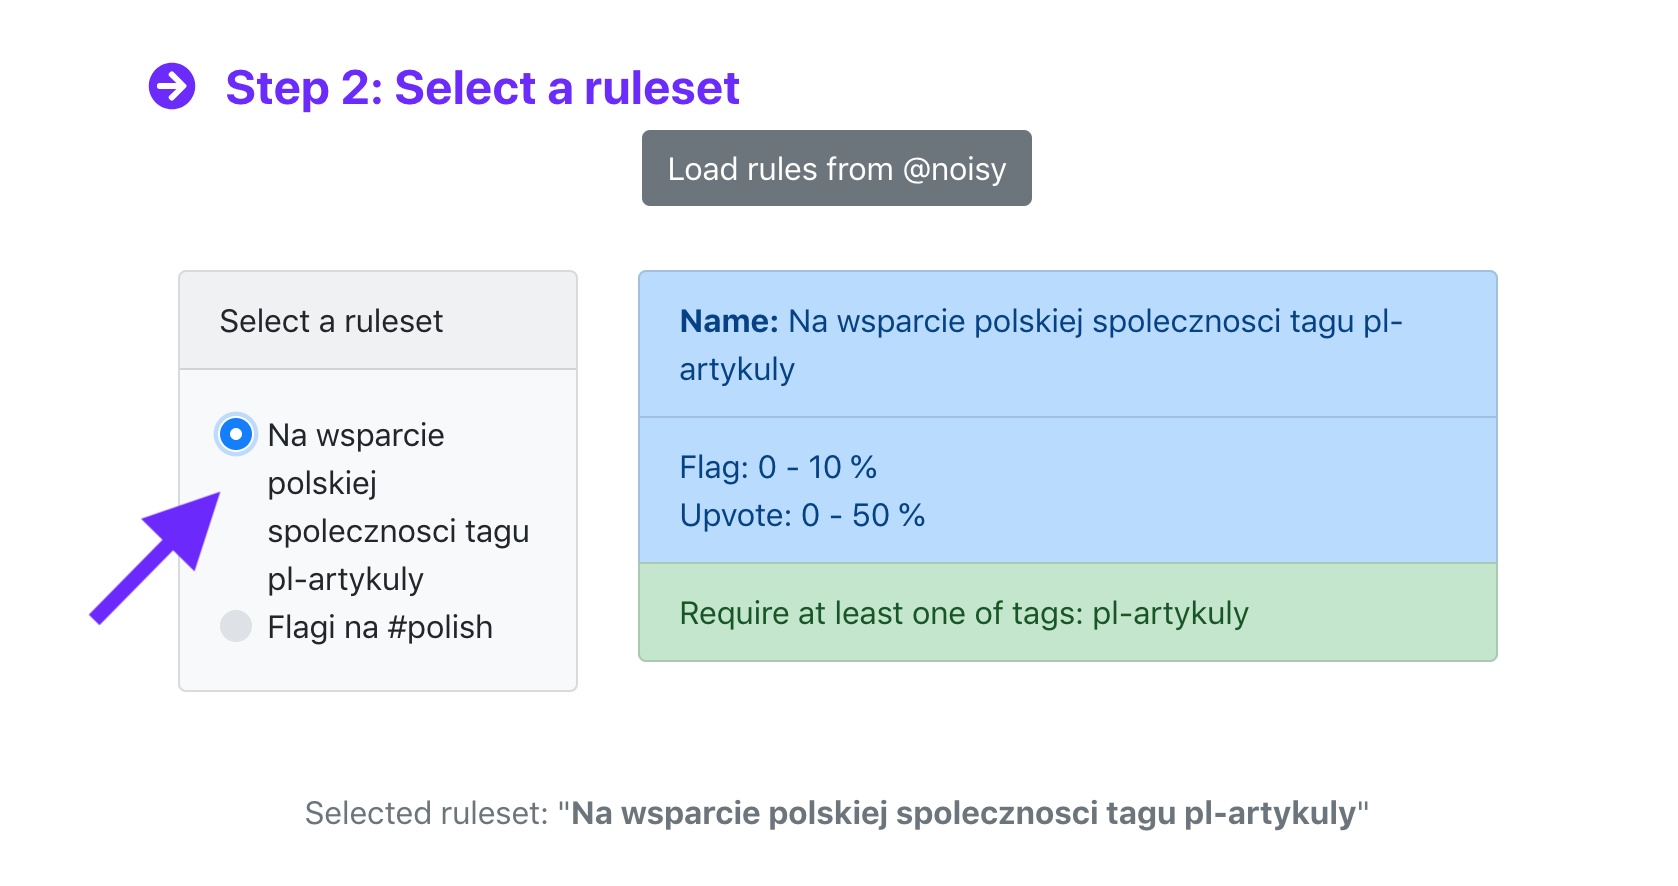 Step 2: Select a ruleset
Load rules from @noisy
Select a ruleset
Na wsparcie
polskiej
spolecznosci tagu
pl-artykuly
Flagi na #polish
Name: Na wsparcie polskiej spolecznosci tagu pl-
artykuly
Flag: 0 - 10 %
Upvote: 0 - 50 %
Require at least one of tags: pl-artykuly
Selected ruleset: "Na wsparcie polskiej spolecznosci tagu pl-artykuly"